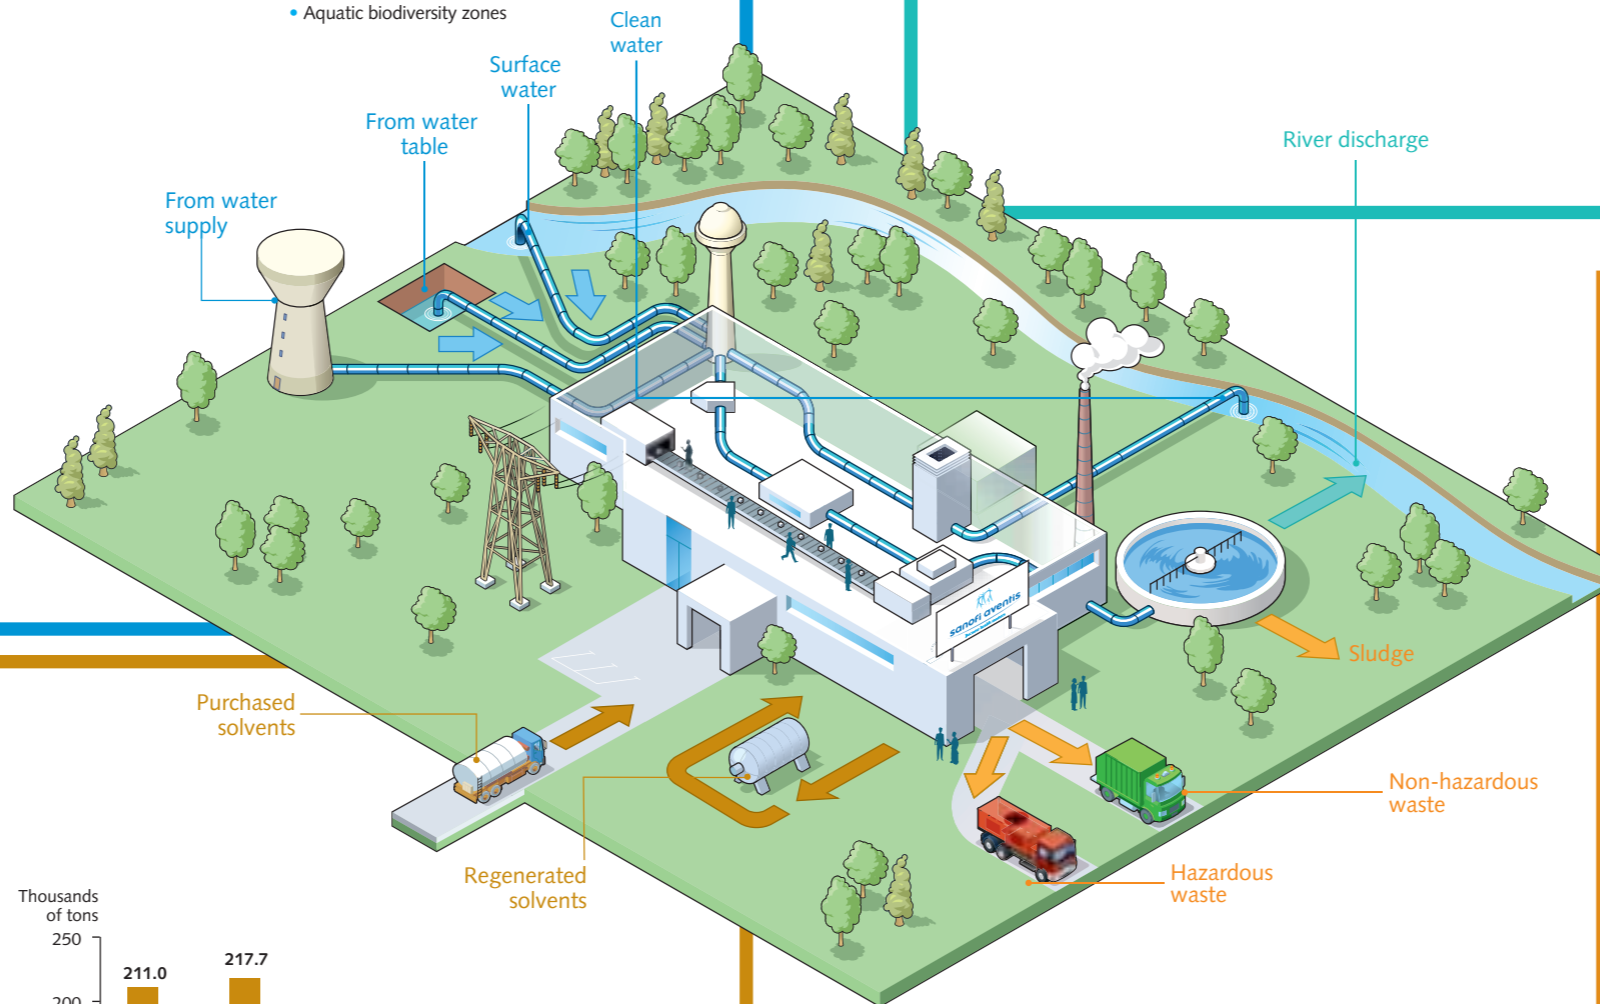 • Aquatic biodiversity zones
Clean
water
Surface
water
From water
table
From water
supply
River discharge
sanofi aventis
Sludge
Purchased
solvents
Non-hazardous
waste
Regenerated
solvents
Hazardous
waste
Thousands
of tons
250
211.0
217.7
200